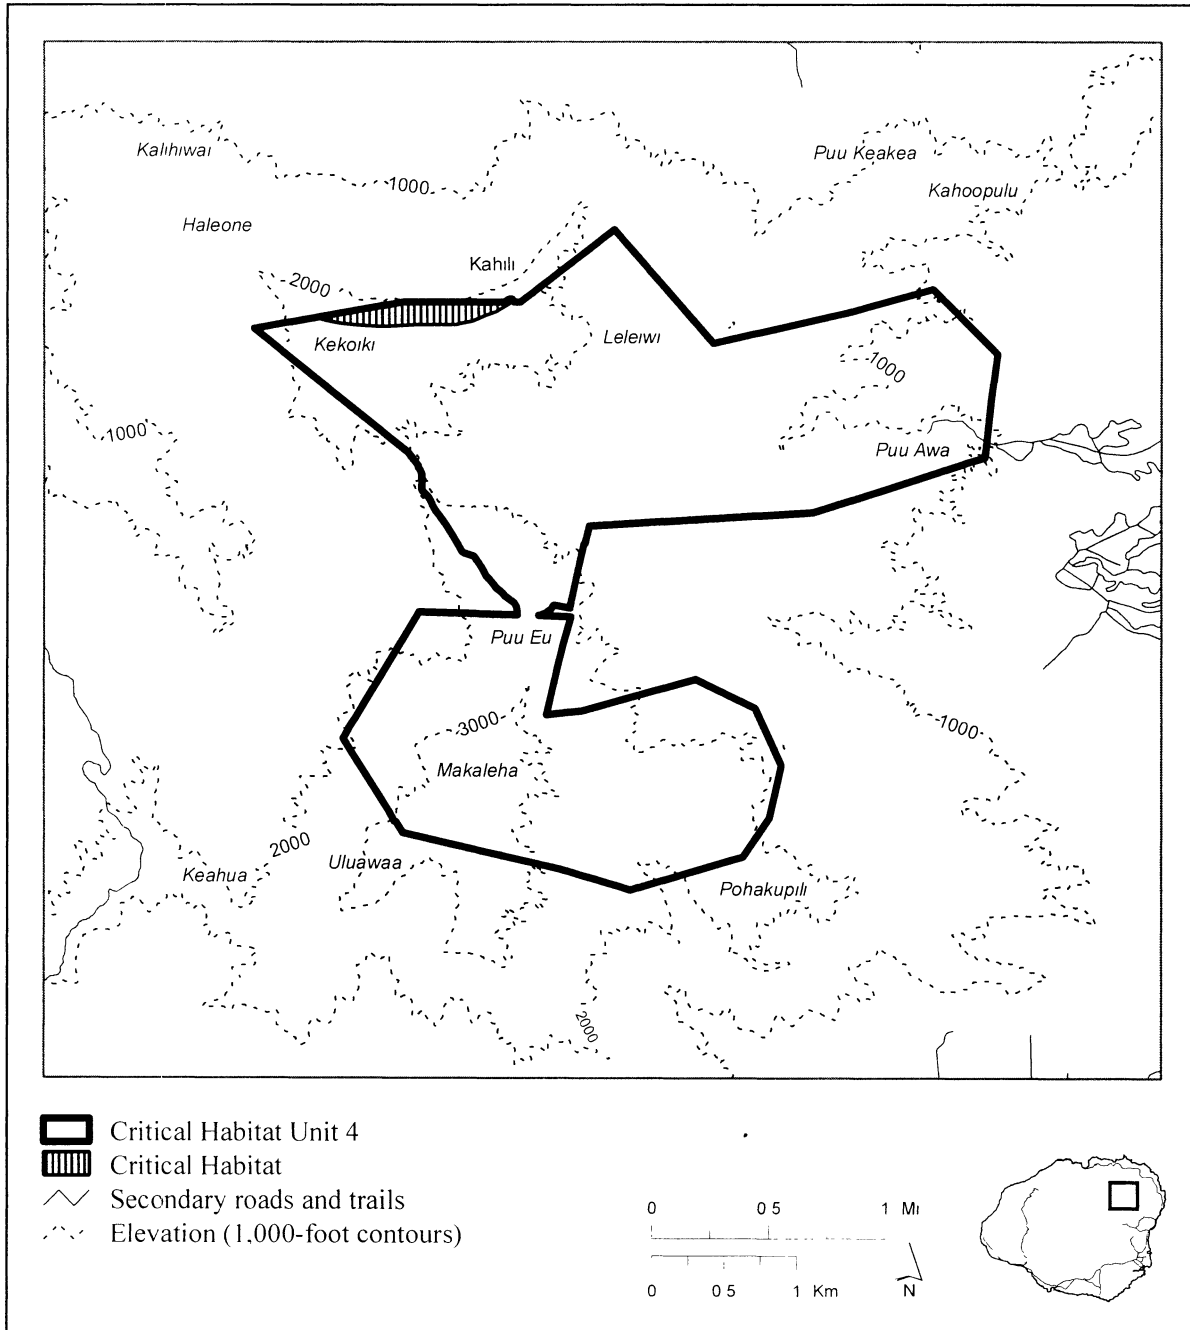 Kalihiwai
Puu Keakea
1000
Kahoopulu
Haleone
Kahili
2000
Kekoiki
Leleiwi
1000
1000
Puu Awa
Puu Eu
3000
1000
Makaleha
2000
Uluawaa
Keahua
Pohakupili
2000
Critical Habitat Unit 4
Critical Habitat
Secondary roads and trails
Elevation (1,000-foot contours)
0 0 5 1 Mi
0 0 5 1 Km
N